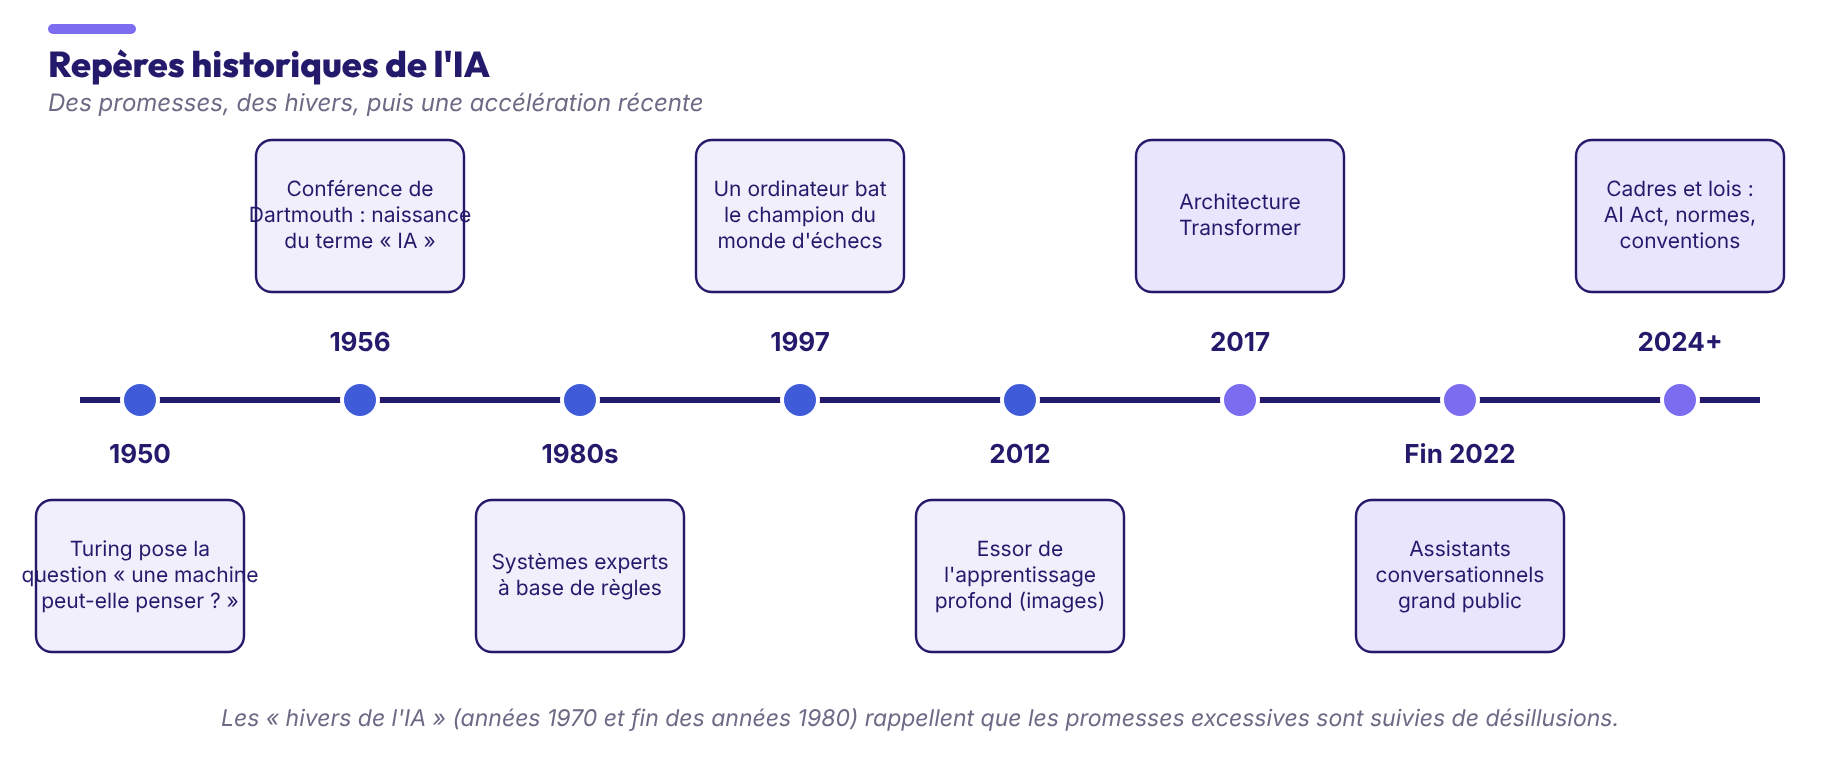 Repères historiques de l'IA
Des promesses, des hivers, puis une accélération récente
Conférence de
Dartmouth : naissance
du terme « IA »
Un ordinateur bat
le champion du
monde d'échecs
Architecture
Transformer
Cadres et lois :
AI Act, normes,
conventions
1956
1997
2017
2024+
1950
1980s
2012
Fin 2022
Turing pose la
question « une machine
peut-elle penser ? »
Systèmes experts
à base de règles
Essor de
l'apprentissage
profond (images)
Assistants
conversationnels
grand public
Les « hivers de l'IA » (années 1970 et fin des années 1980) rappellent que les promesses excessives sont suivies de désillusions.